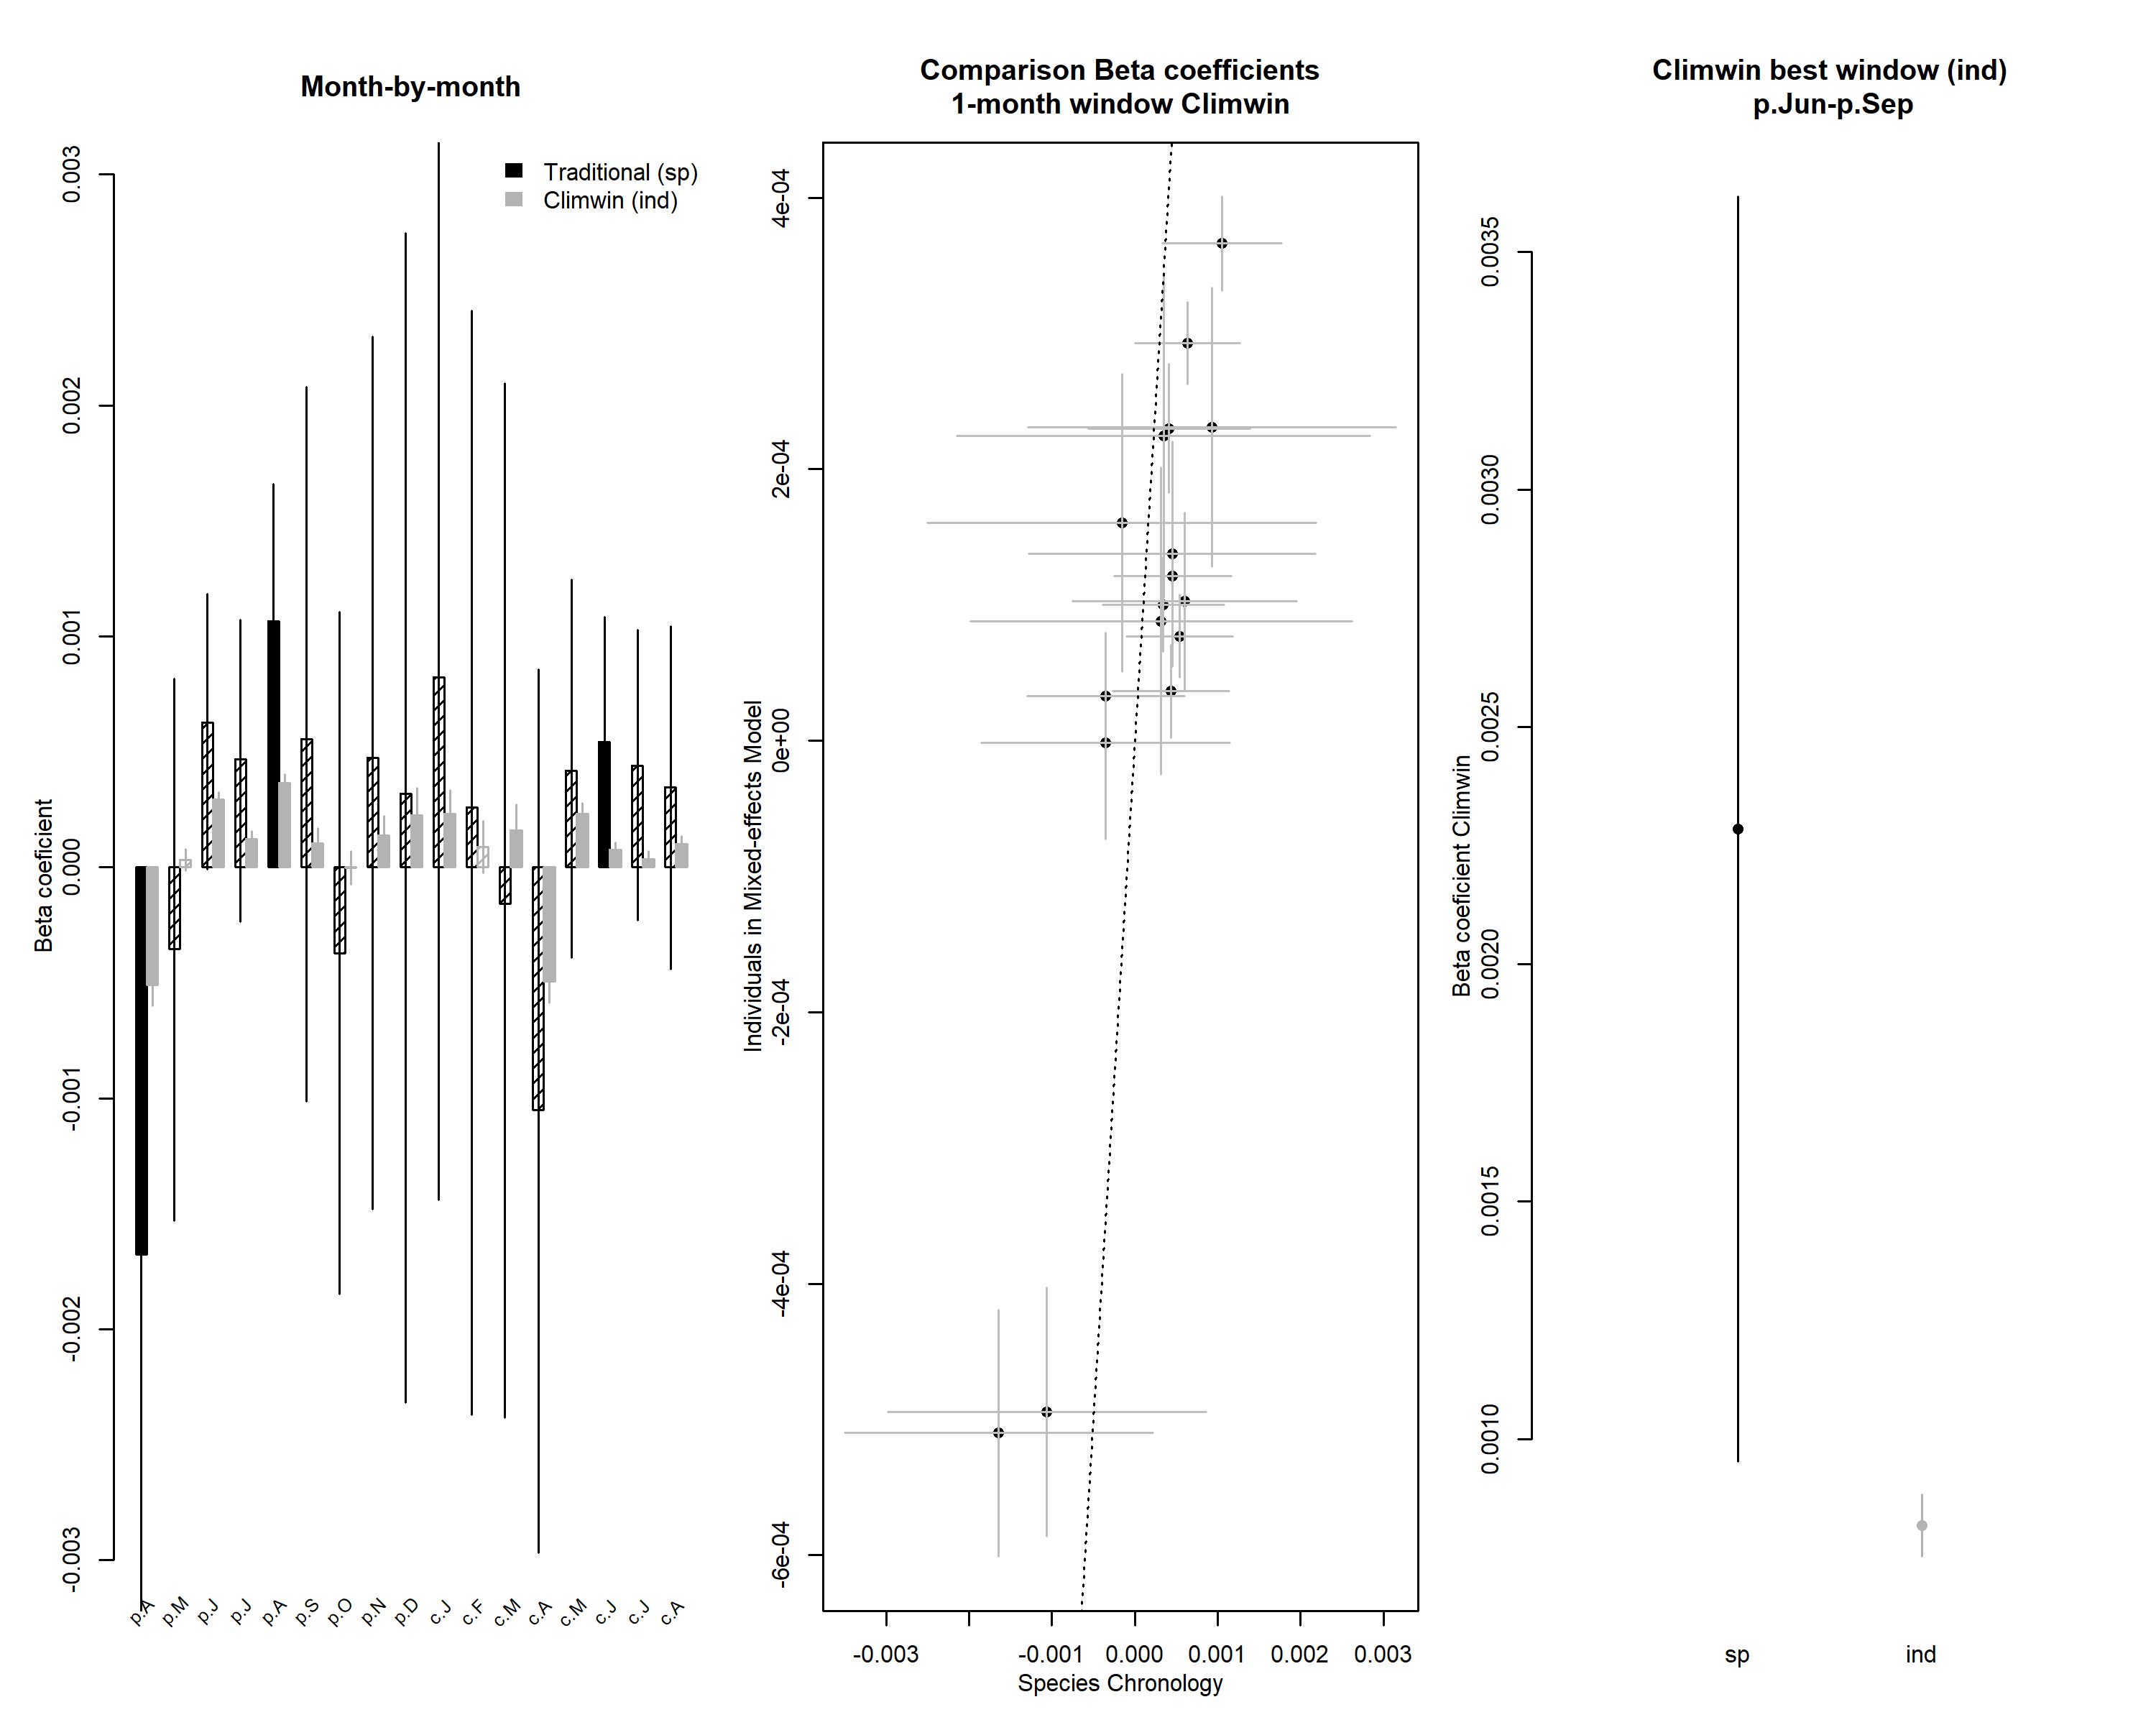 Month-by-month
Traditional (sp)
Climwin (ind)
Beta coeficient
0.003
0.002
0.001
0.000
-0.001
-0.002
-0.003
p.A
p.M
p.J
p.J
p.A
p.S
p.O
p.N
p.D
c.J
c.F
c.M
c.A
c.M
c.J
c.J
c.A
Comparison Beta coefficients
1-month window Climwin
Individuals in Mixed-effects Model
4e-04
2e-04
0e+00
-2e-04
-4e-04
-6e-04
-0.003 -0.001 0.000 0.001 0.002 0.003
Species Chronology
Climwin best window (ind)
p.Jun-p.Sep
Beta coeficient Climwin
0.0035
0.0030
0.0025
0.0020
0.0015
0.0010
sp ind